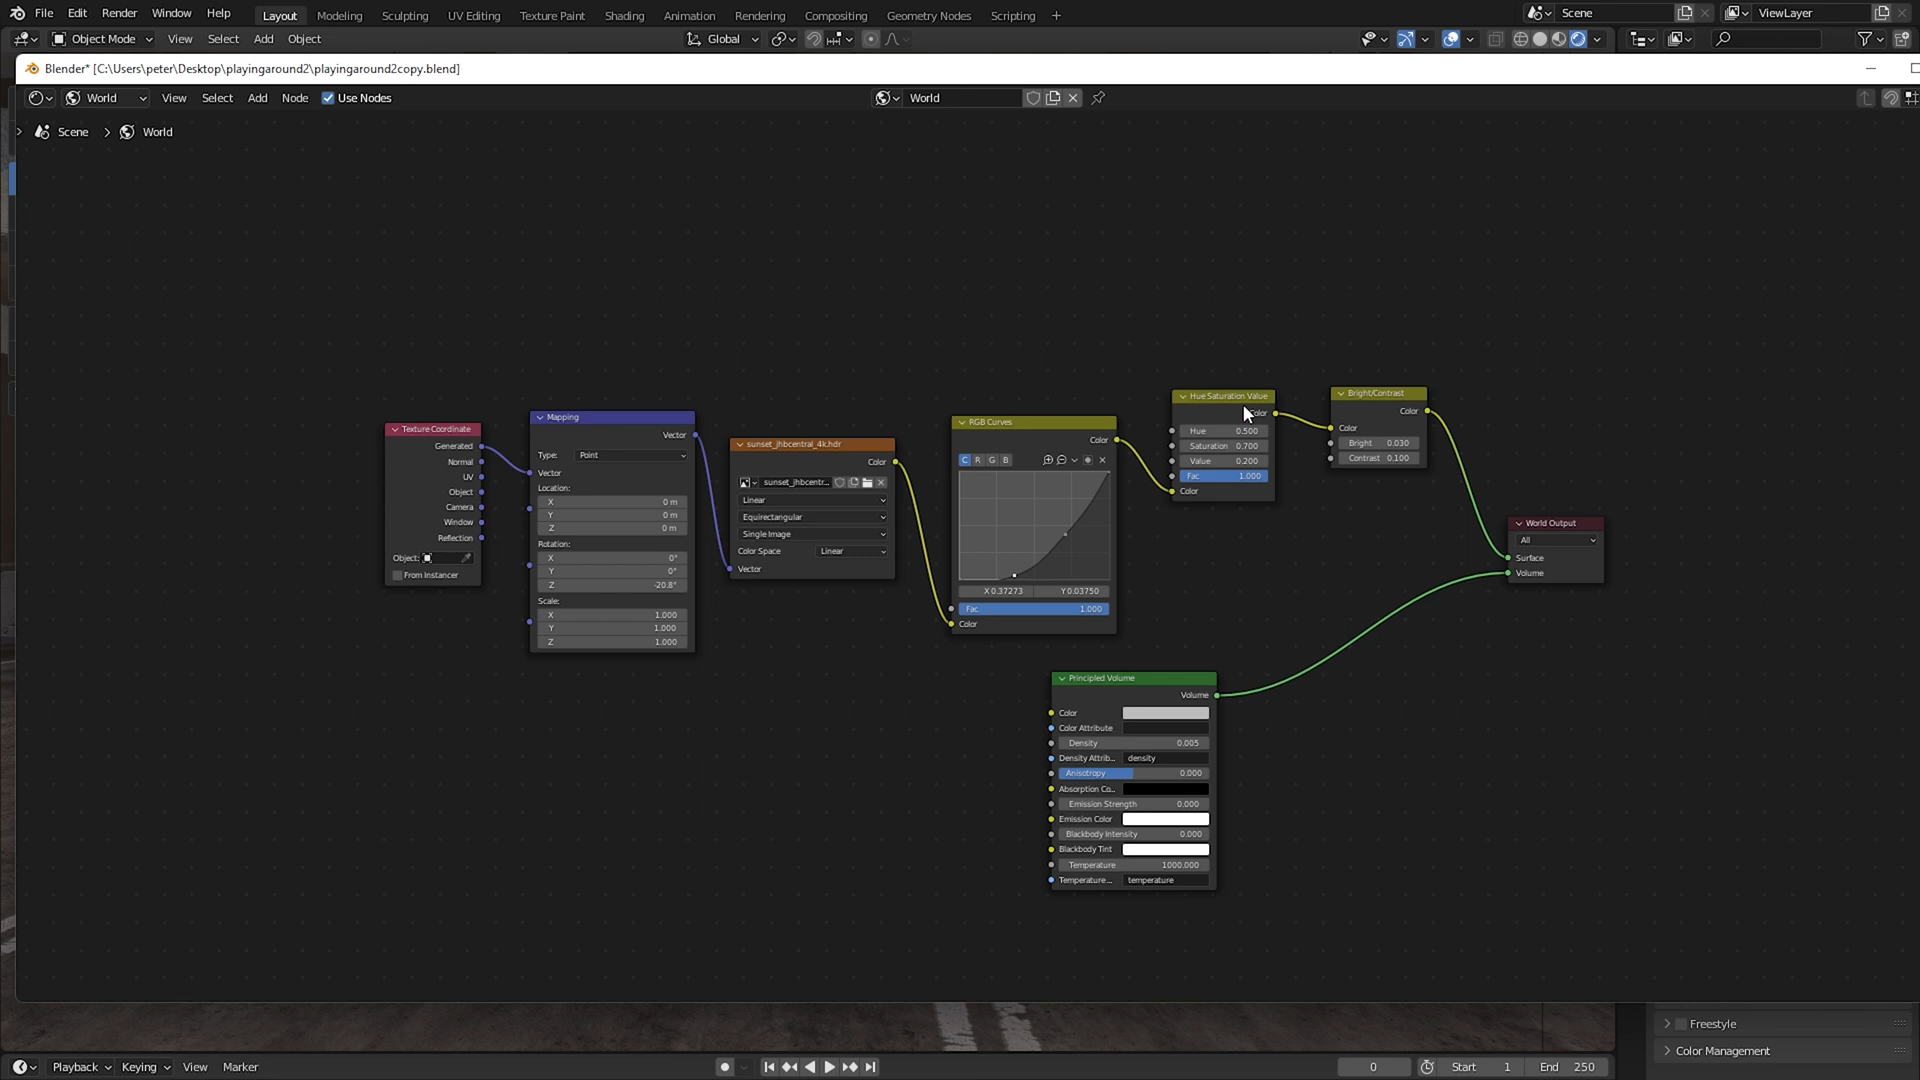 File Edit Render Window Help Layout Modeling Sculpting UV Editing Texture Paint Shading Animation Rendering Compositing Geometry Nodes Scripting + Scene ViewLayer
Object Mode View Select Add Object Global
Blender* [C:\Users\peter\Desktop\playingaround2\playingaround2copy.blend]
World View Select Add Node Use Nodes World
Scene > World
Texture Coordinate
Generated
Normal
UV
Object
Camera
Window
Reflection
Object:
From Instancer
Mapping
Vector
Type: Point
Vector
Location:
X 0 m
Y 0 m
Z 0 m
Rotation:
X 0°
Y 0°
Z -20.8°
Scale:
X 1.000
Y 1.000
Z 1.000
sunset_jhbcentral_4k.hdr
Color
sunset_jhbcentr...
Linear
Equirectangular
Single Image
Color Space Linear
Vector
RGB Curves
Color
C R G B
X 0.37273 Y 0.03750
Fac 1.000
Color
Hue Saturation Value
Color
Hue 0.500
Saturation 0.700
Value 0.200
Fac 1.000
Color
Bright/Contrast
Color
Color
Bright 0.030
Contrast 0.100
World Output
All
Surface
Volume
Principled Volume
Volume
Color
Color Attribute
Density 0.005
Density Attrib... density
Anisotropy 0.000
Absorption Co...
Emission Strength 0.000
Emission Color
Blackbody Intensity 0.000
Blackbody Tint
Temperature 1000.000
Temperature... temperature
Freestyle
Color Management
Playback Keying View Marker 0 Start 1 End 250